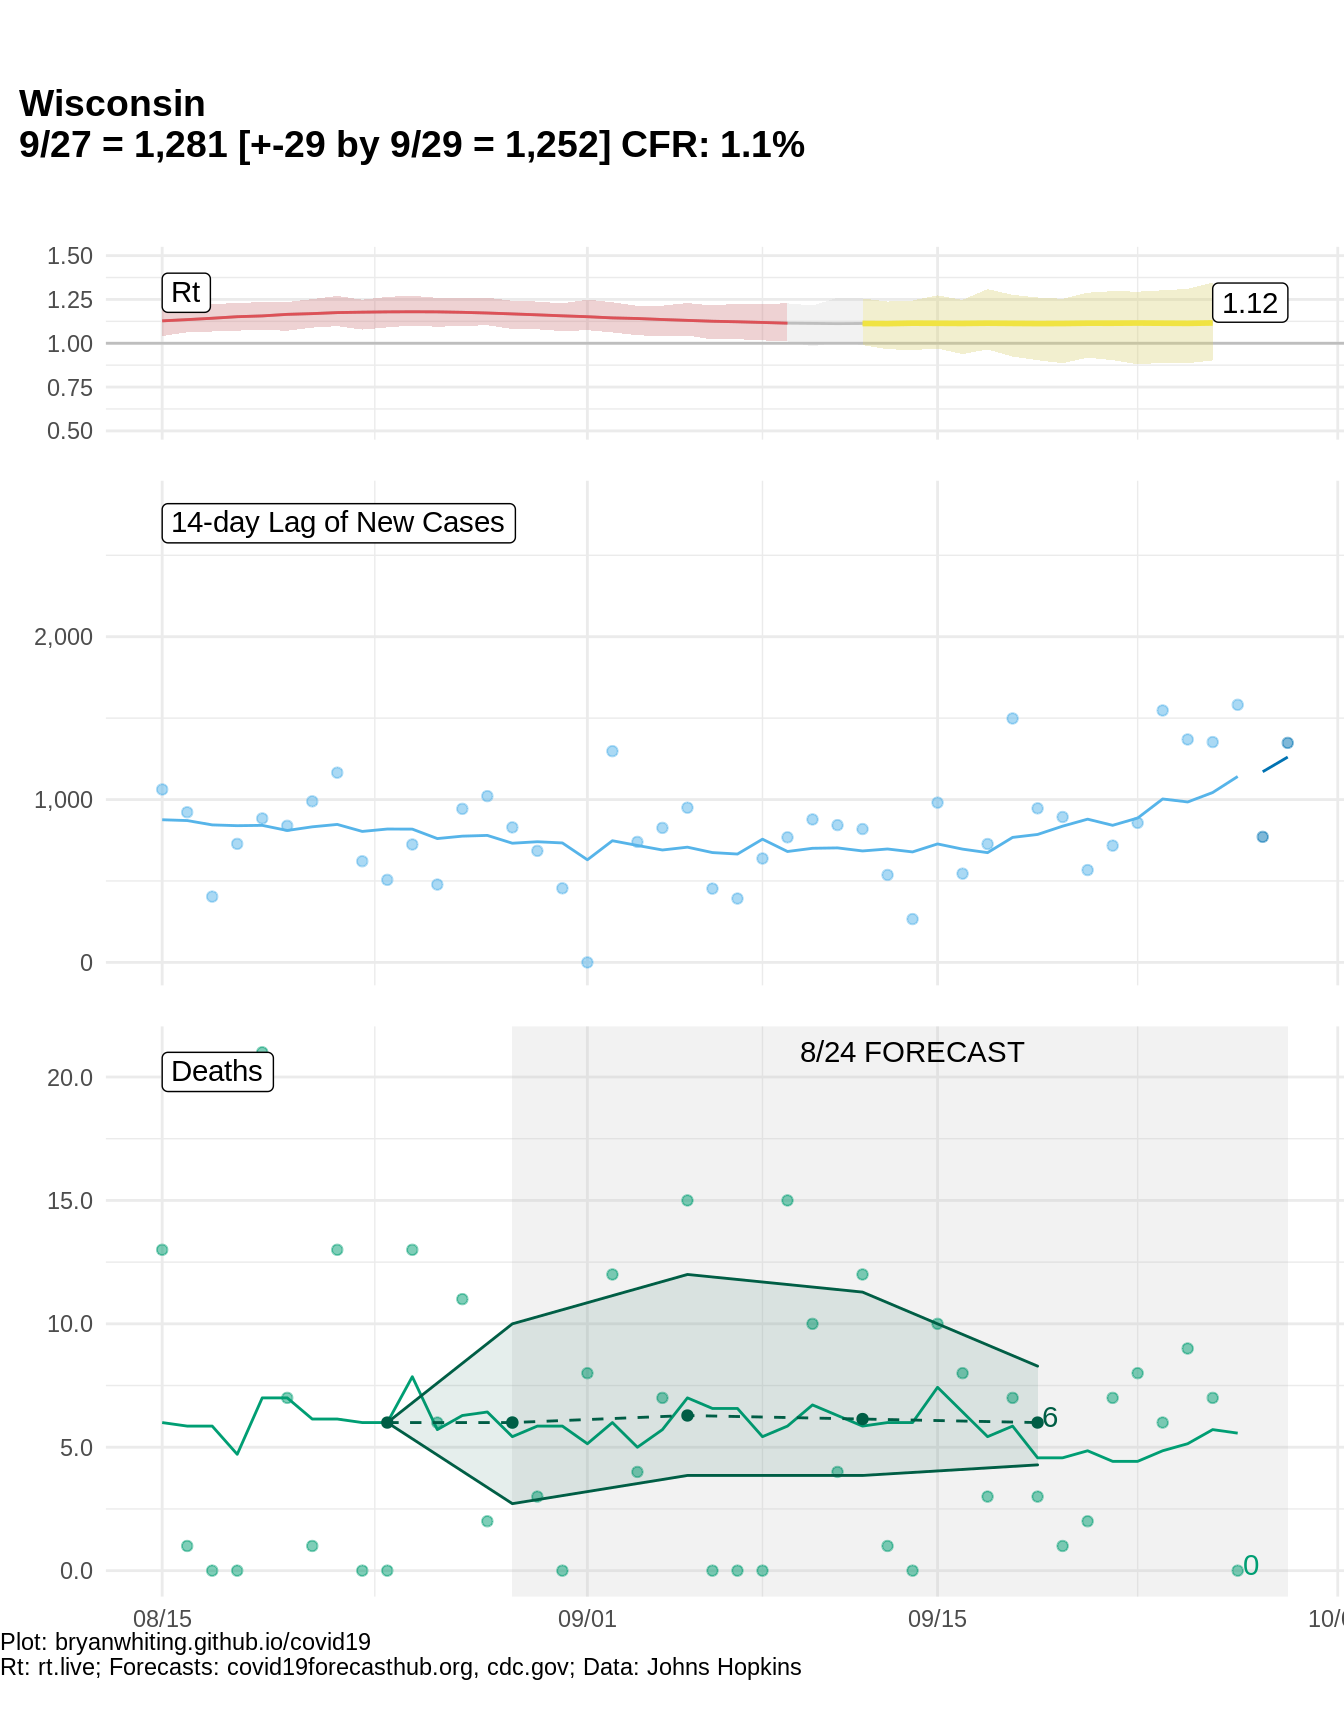 Wisconsin
9/27 = 1,281 [+-29 by 9/29 = 1,252] CFR: 1.1%
1.50
1.25
1.00
0.75
0.50
Rt
1.12
14-day Lag of New Cases
2,000
1,000
0
8/24 FORECAST
Deaths
20.0
15.0
10.0
5.0
0.0
6
0
08/15
09/01
09/15
10/0
Plot: bryanwhiting.github.io/covid19
Rt: rt.live; Forecasts: covid19forecasthub.org, cdc.gov; Data: Johns Hopkins